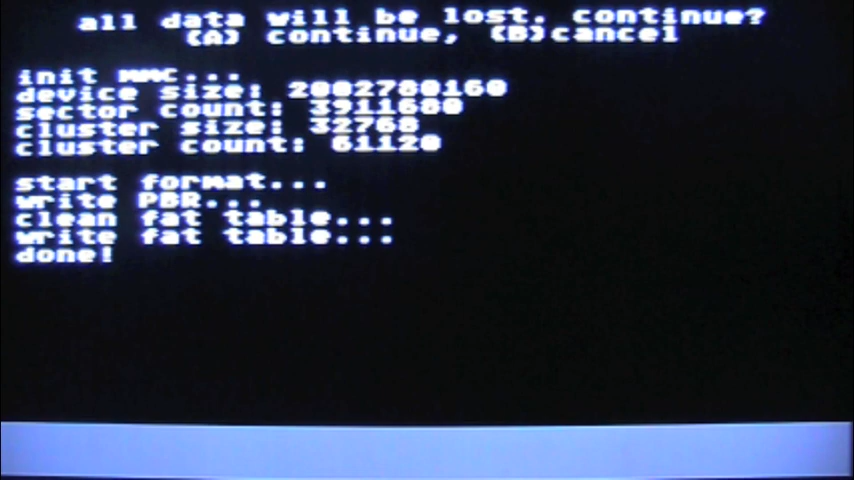 all data will be lost. continue?
(A) continue, (B)cancel
init MMC...
device size: 2002780160
sector count: 3911680
cluster size: 32768
cluster count: 61120
start format...
write PBR...
clean fat table...
write fat table...
done!